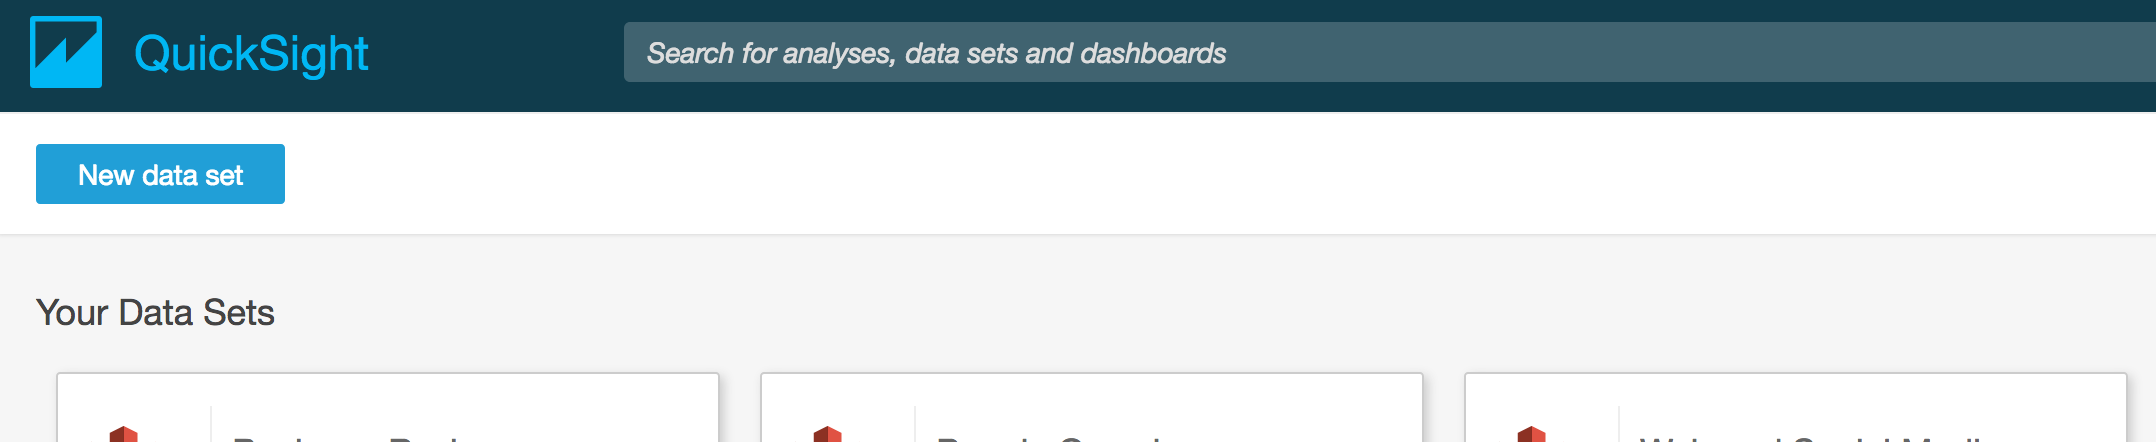 QuickSight
Search for analyses, data sets and dashboards
New data set
Your Data Sets